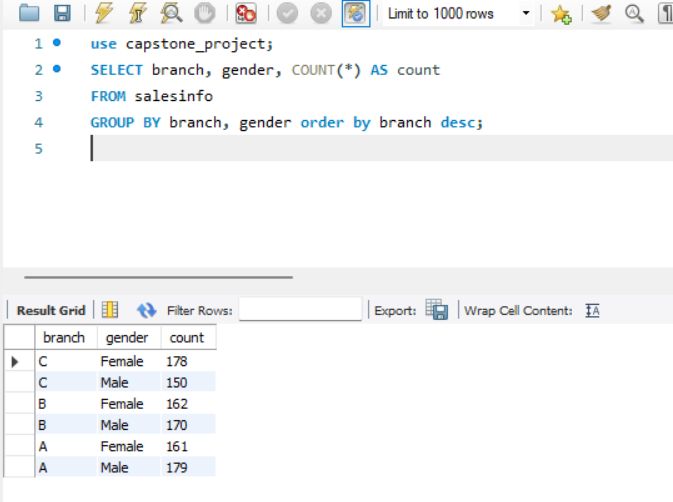 Limit to 1000 rows
1 use capstone_project;
2 SELECT branch, gender, COUNT(*) AS count
3 FROM salesinfo
4 GROUP BY branch, gender order by branch desc;
5
Result Grid Filter Rows: Export: Wrap Cell Content:
branch gender count
C Female 178
C Male 150
B Female 162
B Male 170
A Female 161
A Male 179